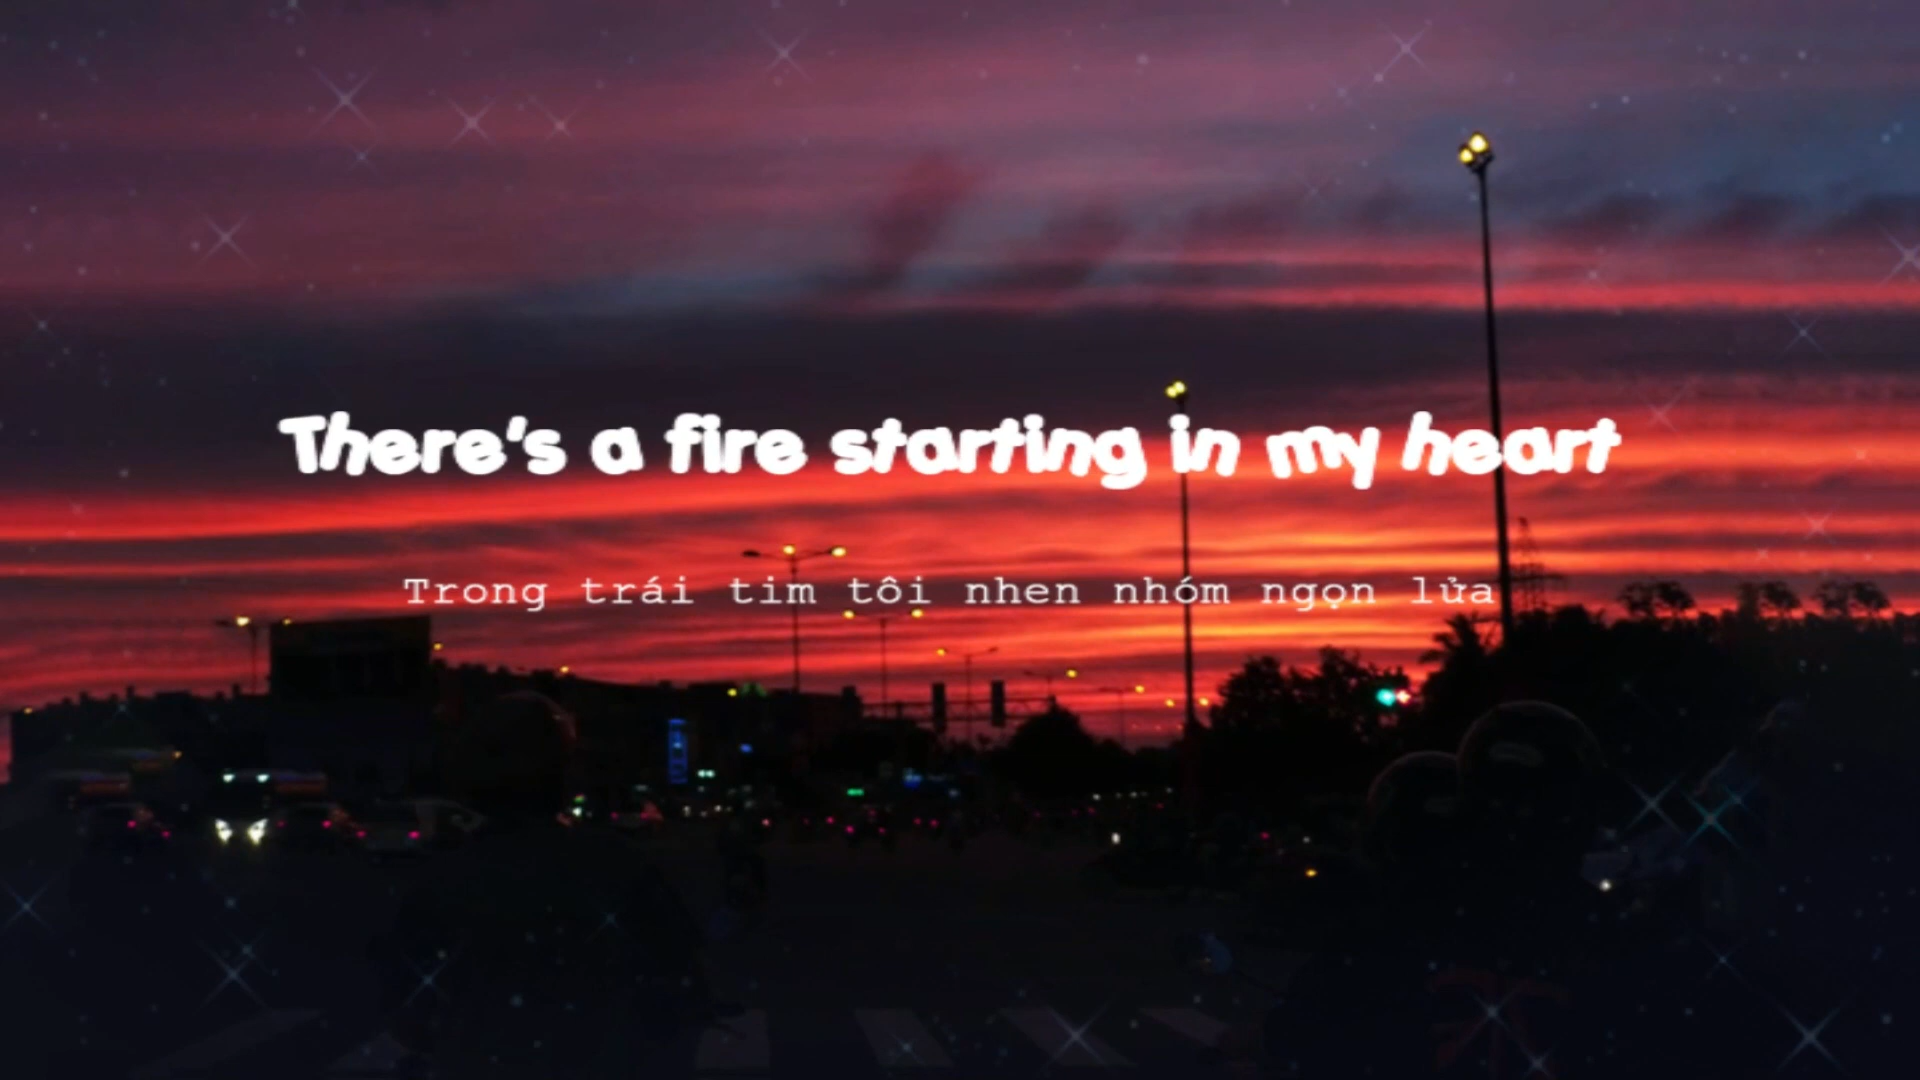 There's a fire starting in my heart
Trong trái tim tôi nhen nhóm ngọn lửa